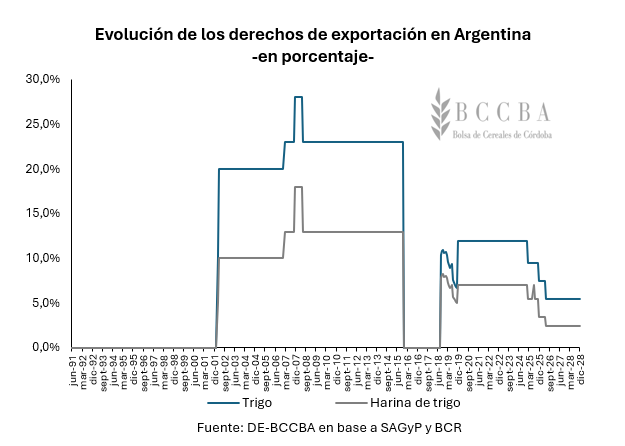 Evolución de los derechos de exportación en Argentina
-en porcentaje-
30,0%
25,0%
20,0%
15,0%
10,0%
5,0%
0,0%
BCCBA
Bolsa de Cereales de Córdoba
jun-91
mar-92
dic-92
sept-93
jun-94
mar-95
dic-95
sept-96
jun-97
mar-98
dic-98
sept-99
jun-00
mar-01
dic-01
sept-02
jun-03
mar-04
dic-04
sept-05
jun-06
mar-07
dic-07
sept-08
jun-09
mar-10
dic-10
sept-11
jun-12
mar-13
dic-13
sept-14
jun-15
mar-16
dic-16
sept-17
jun-18
mar-19
dic-19
sept-20
jun-21
mar-22
dic-22
sept-23
jun-24
mar-25
dic-25
sept-26
jun-27
mar-28
dic-28
Trigo
Harina de trigo
Fuente: DE-BCCBA en base a SAGyP y BCR